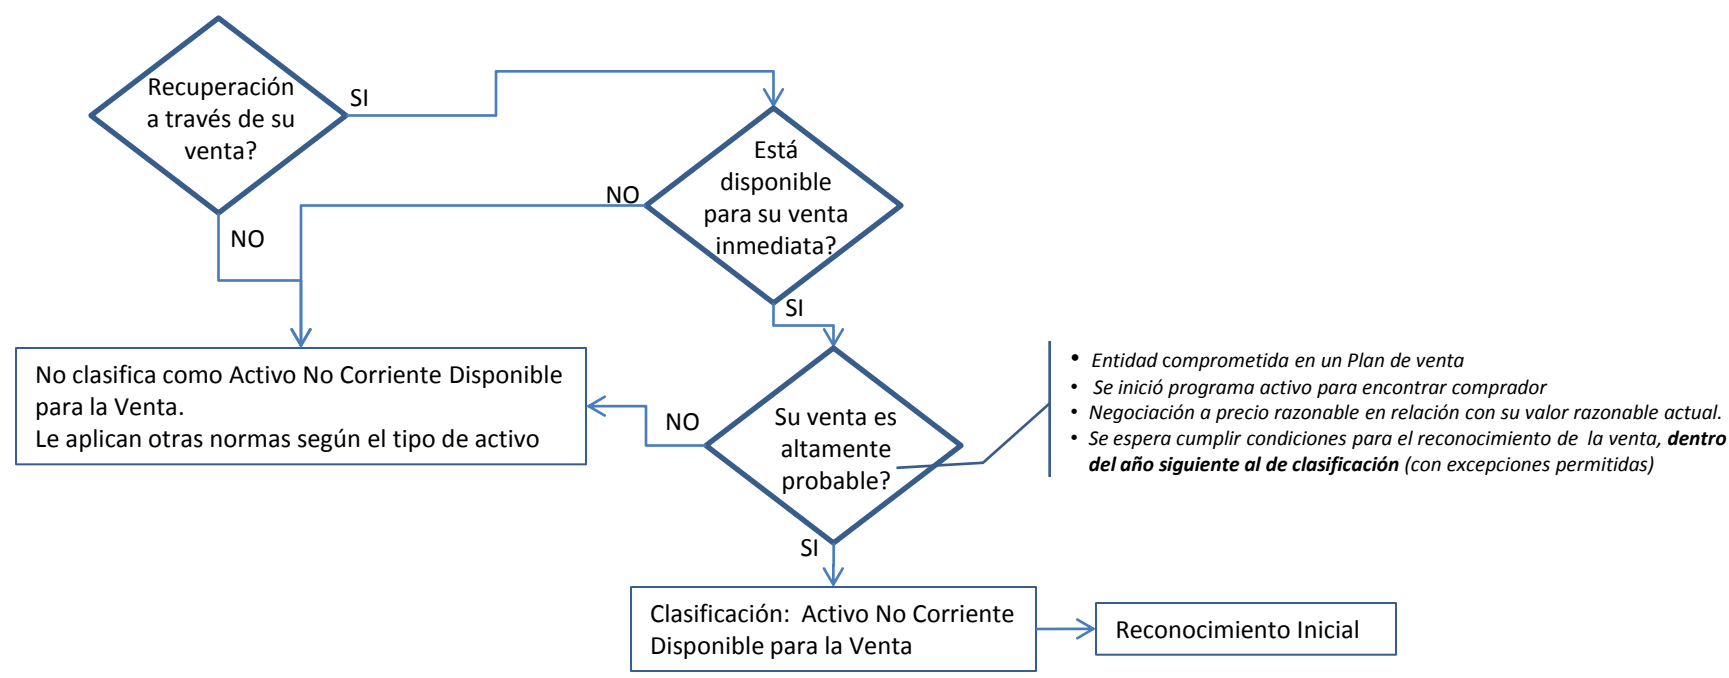 Recuperación
a través de su
venta?
SI
NO
Está
disponible
para su venta
inmediata?
NO
SI
No clasifica como Activo No Corriente Disponible
para la Venta.
Le aplican otras normas según el tipo de activo
NO
Su venta es
altamente
probable?
• Entidad comprometida en un Plan de venta
• Se inició programa activo para encontrar comprador
• Negociación a precio razonable en relación con su valor razonable actual.
• Se espera cumplir condiciones para el reconocimiento de la venta, dentro
del año siguiente al de clasificación (con excepciones permitidas)
SI
Clasificación: Activo No Corriente
Disponible para la Venta
Reconocimiento Inicial